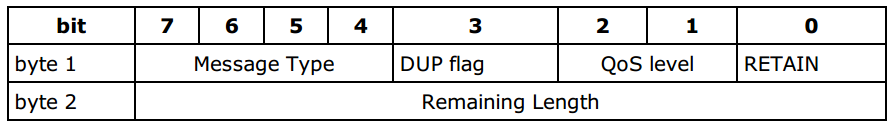 bit 7 6 5 4 3 2 1 0
byte 1 Message Type DUP flag QoS level RETAIN
byte 2 Remaining Length